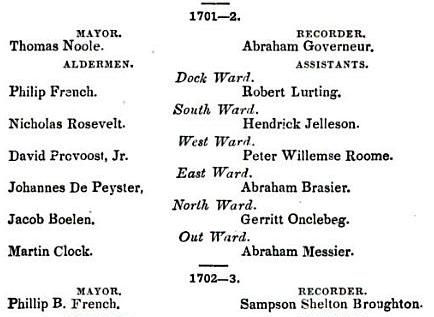 1701—2.
MAYOR. RECORDER.
Thomas Noole. Abraham Governeur.
ALDERMEN. ASSISTANTS.
Dock Ward.
Philip French. Robert Lurting.
South Ward.
Nicholas Rosevelt. Hendrick Jelleson.
West Ward.
David Provoost, Jr. Peter Willemse Roome.
East Ward.
Johannes De Peyster, Abraham Brasier.
North Ward.
Jacob Boelen. Gerritt Onclebeg.
Out Ward.
Martin Clock. Abraham Messier.
1702—3.
MAYOR. RECORDER.
Phillip B. French. Sampson Shelton Broughton.